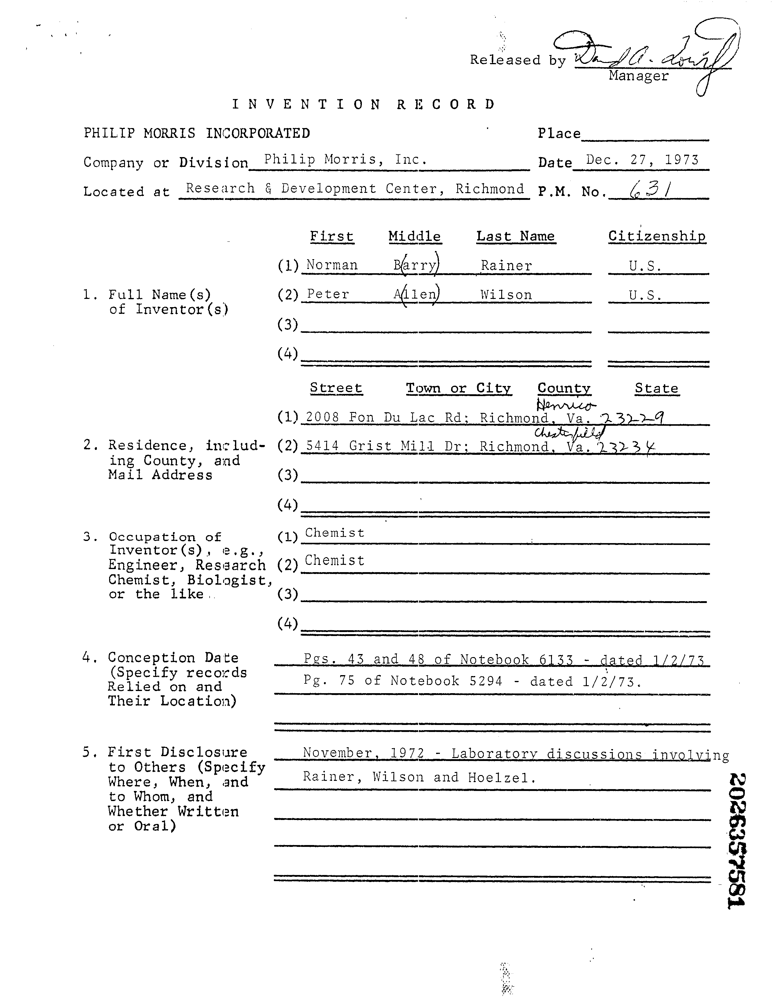 Released by
Manager
INVENTION RECORD
PHILIP MORRIS INCORPORATED Place
Company or Division Philip Morris, Inc. Date Dec. 27, 1973
Located at Research & Development Center, Richmond P.M. No. 631
First Middle Last Name Citizenship
(1) Norman B(arry) Rainer U.S.
1. Full Name(s) (2) Peter A(llen) Wilson U.S.
of Inventor(s)
(3)
(4)
Street Town or City County State
Henrico
(1) 2008 Fon Du Lac Rd; Richmond, Va. 23229
Chesterfield
2. Residence, includ- (2) 5414 Grist Mill Dr; Richmond, Va. 23234
ing County, and
Mail Address (3)
(4)
3. Occupation of (1) Chemist
Inventor(s), e.g.,
Engineer, Research (2) Chemist
Chemist, Biologist,
or the like (3)
(4)
4. Conception Date Pgs. 43 and 48 of Notebook 6133 - dated 1/2/73
(Specify records
Relied on and Pg. 75 of Notebook 5294 - dated 1/2/73.
Their Location)
5. First Disclosure November, 1972 - Laboratory discussions involving
to Others (Specify
Where, When, and Rainer, Wilson and Hoelzel.
to Whom, and
Whether Written
or Oral)
2026357581